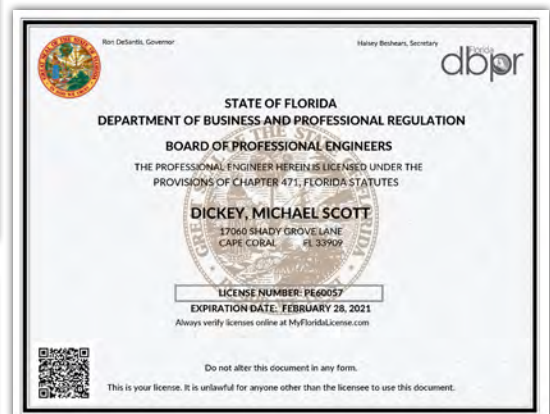 Ron DeSantis, Governor
Halsey Beshears, Secretary
Florida
dbpr
STATE OF FLORIDA
DEPARTMENT OF BUSINESS AND PROFESSIONAL REGULATION
BOARD OF PROFESSIONAL ENGINEERS
THE PROFESSIONAL ENGINEER HEREIN IS LICENSED UNDER THE
PROVISIONS OF CHAPTER 471, FLORIDA STATUTES
DICKEY, MICHAEL SCOTT
17060 SHADY GROVE LANE
CAPE CORAL FL 33909
LICENSE NUMBER: PE60057
EXPIRATION DATE: FEBRUARY 28, 2021
Always verify licenses online at MyFloridaLicense.com
Do not alter this document in any form.
This is your license. It is unlawful for anyone other than the licensee to use this document.